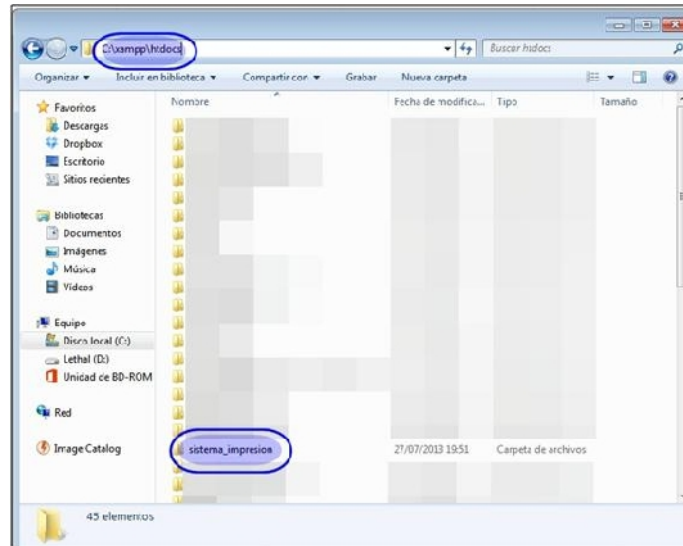 C:\xampp\htdocs
Buscar htdocs
Organizar Incluir en biblioteca Compartir con Grabar Nueva carpeta
Nombre Fecha de modifica... Tipo Tamaño
Favoritos
Descargas
Dropbox
Escritorio
Sitios recientes
Bibliotecas
Documentos
Imágenes
Música
Vídeos
Equipo
Disco local (C:)
Lethal (D:)
Unidad de BD-ROM
Red
Image Catalog
sistema_impresion 27/07/2013 19:51 Carpeta de archivos
45 elementos